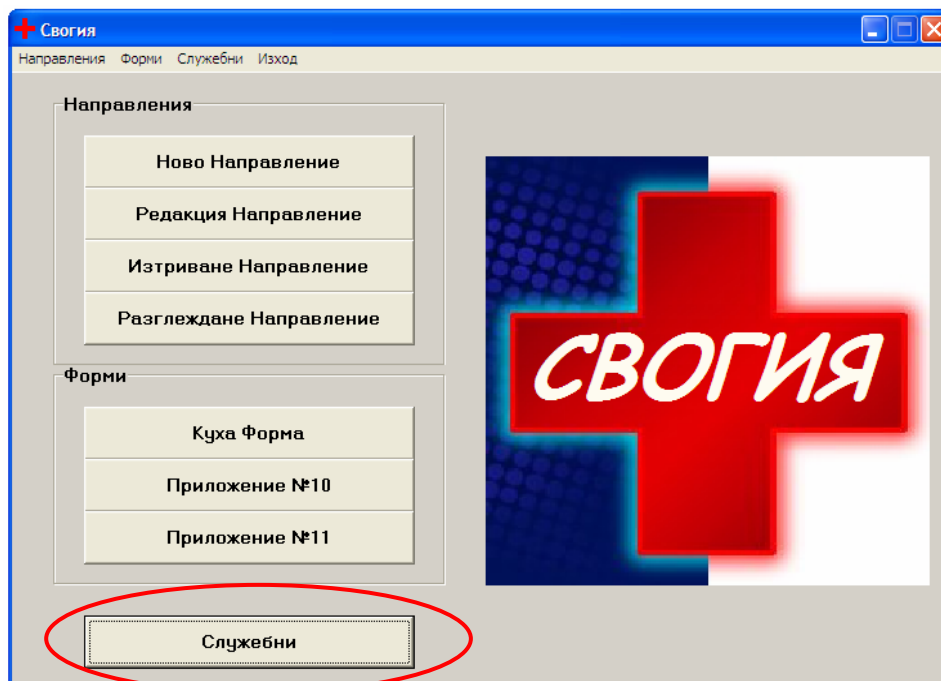 Свогия
Направления Форми Служебни Изход
Направления
Ново Направление
Редакция Направление
Изтриване Направление
Разглеждане Направление
Форми
Куха Форма
Приложение №10
Приложение №11
Служебни
СВОГИЯ